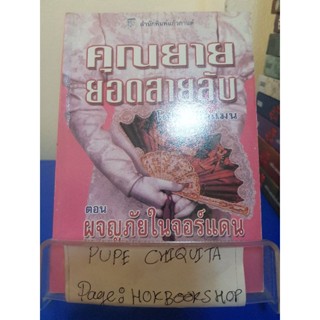 คุณยาย
ยอดสายลับ
ตอน
ผจญภัยในจอร์แดน
PUPE CHIQUITA
Page: HOKBOOKSHOP